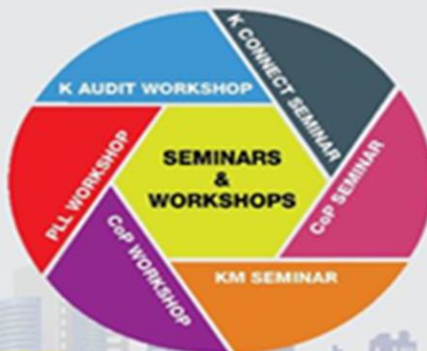 K AUDIT WORKSHOP
K CONNECT SEMINAR
CoP SEMINAR
KM SEMINAR
CoP WORKSHOP
PLL WORKSHOP
SEMINARS
&
WORKSHOPS